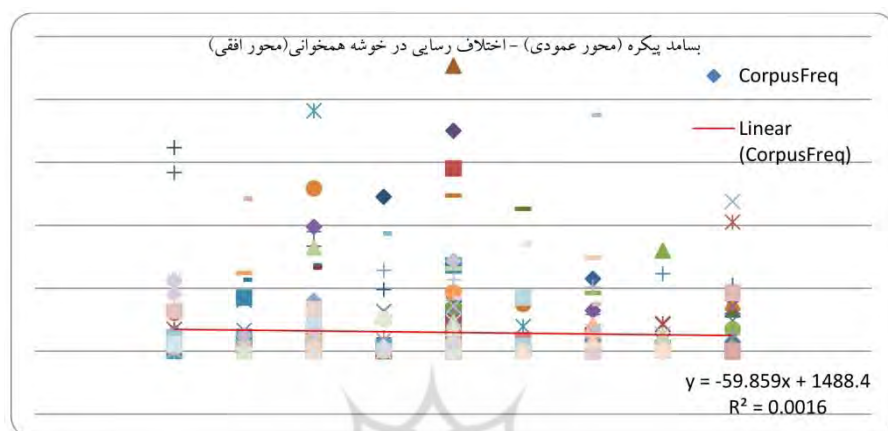 بسامد پیکره (محور عمودی) – اختلاف رسایی در خوشه همخوانی(محور افقی)
CorpusFreq
Linear
(CorpusFreq)
y = -59.859x + 1488.4
R² = 0.0016